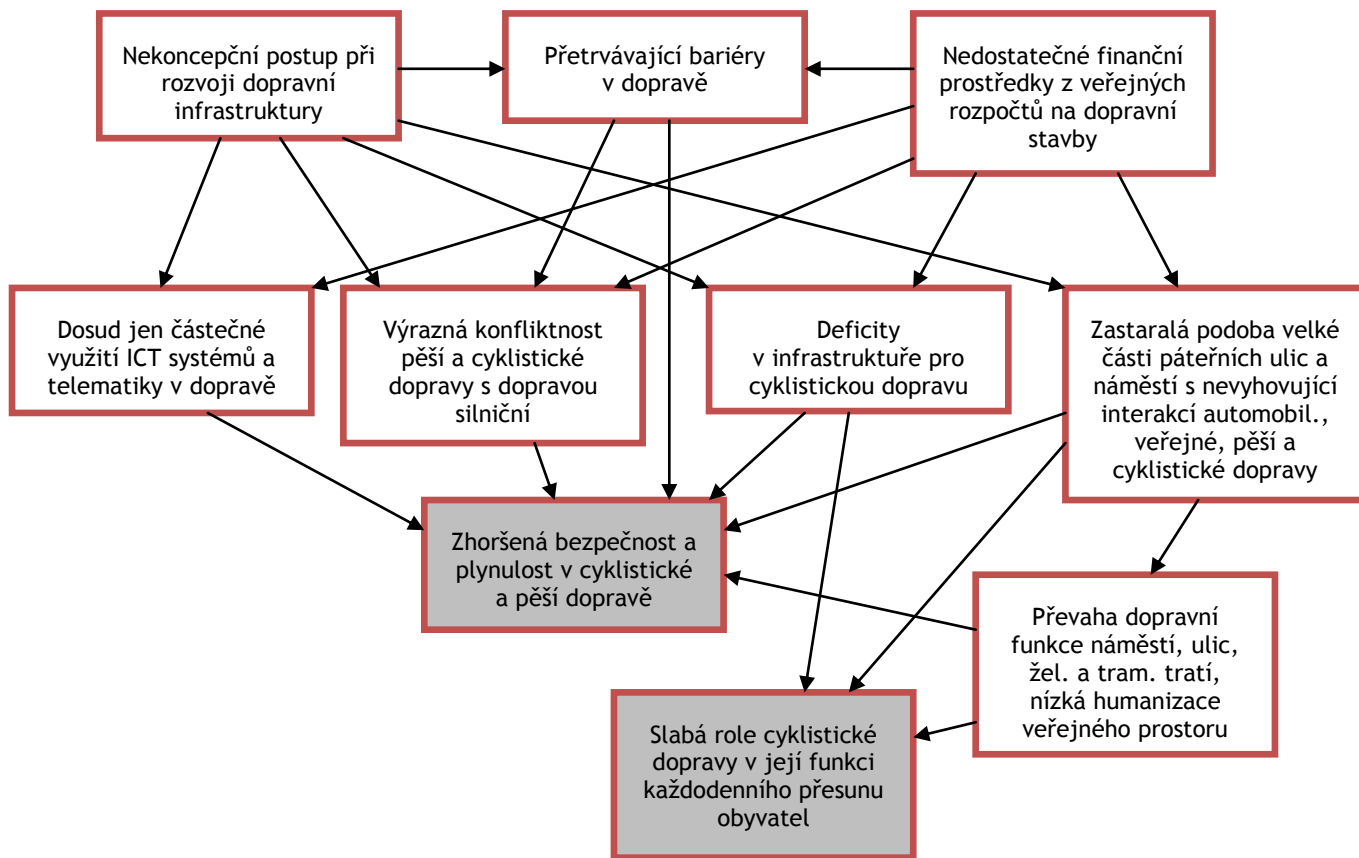 Nekoncepční postup při
rozvoji dopravní
infrastruktury
Přetrvávající bariéry
v dopravě
Nedostatečné finanční
prostředky z veřejných
rozpočtů na dopravní
stavby
Dosud jen částečné
využití ICT systémů a
telematiky v dopravě
Výrazná konfliktnost
pěší a cyklistické
dopravy s dopravou
silniční
Deficity
v infrastruktuře pro
cyklistickou dopravu
Zastaralá podoba velké
části páteřních ulic a
náměstí s nevyhovující
interakcí automobil.,
veřejné, pěší a
cyklistické dopravy
Zhoršená bezpečnost a
plynulost v cyklistické
a pěší dopravě
Převaha dopravní
funkce náměstí, ulic,
žel. a tram. tratí,
nízká humanizace
veřejného prostoru
Slabá role cyklistické
dopravy v její funkci
každodenního přesunu
obyvatel